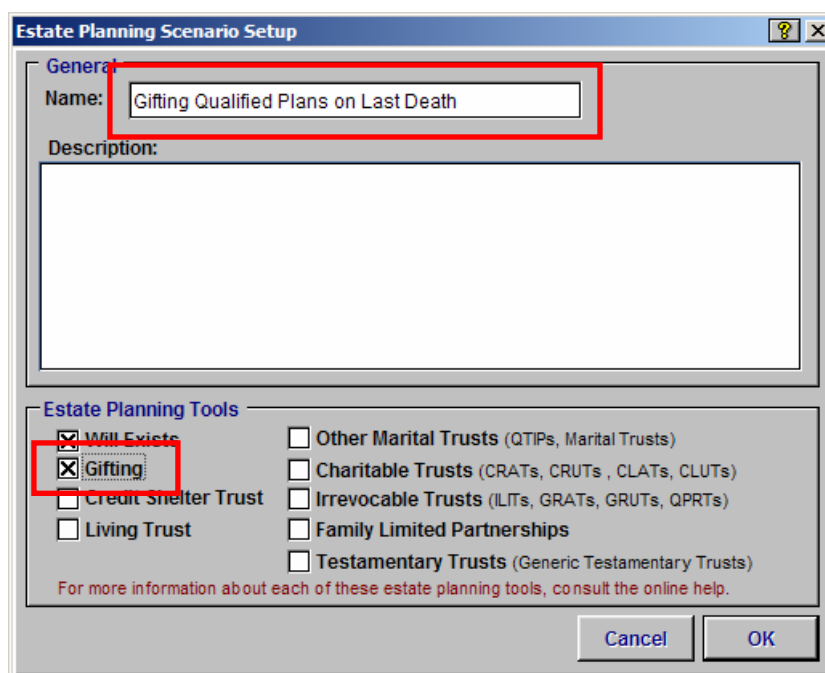 Estate Planning Scenario Setup
General
Name: Gifting Qualified Plans on Last Death
Description:
Estate Planning Tools
Will Exists
Gifting
Credit Shelter Trust
Living Trust
Other Marital Trusts (QTIPs, Marital Trusts)
Charitable Trusts (CRATs, CRUTs , CLATs, CLUTs)
Irrevocable Trusts (ILITs, GRATs, GRUTs, QPRTs)
Family Limited Partnerships
Testamentary Trusts (Generic Testamentary Trusts)
For more information about each of these estate planning tools, consult the online help.
Cancel
OK